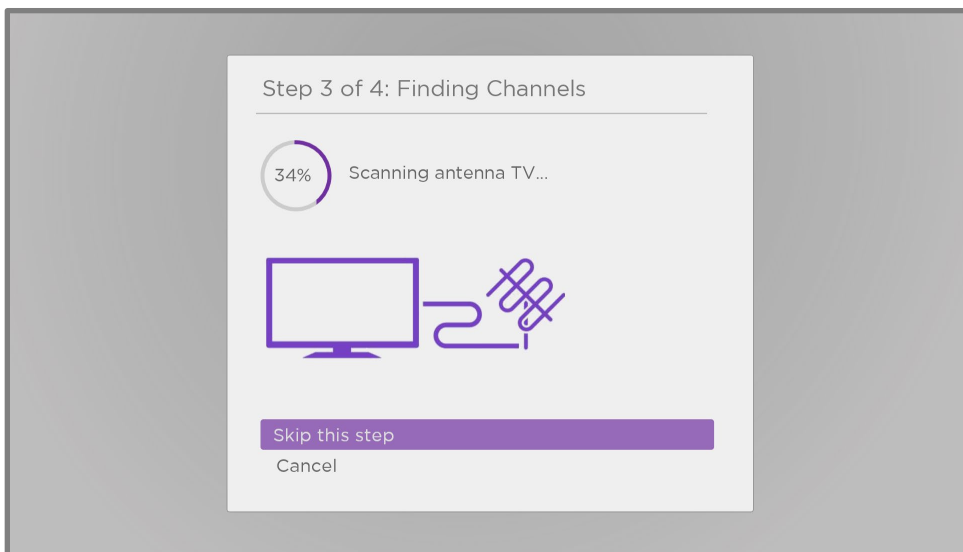 Step 3 of 4: Finding Channels
34%
Scanning antenna TV...
Skip this step
Cancel